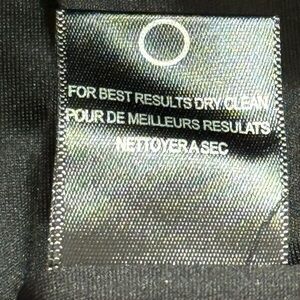 FOR BEST RESULTS DRY CLEAN
POUR DE MEILLEURS RESULATS
NETTOYER A SEC